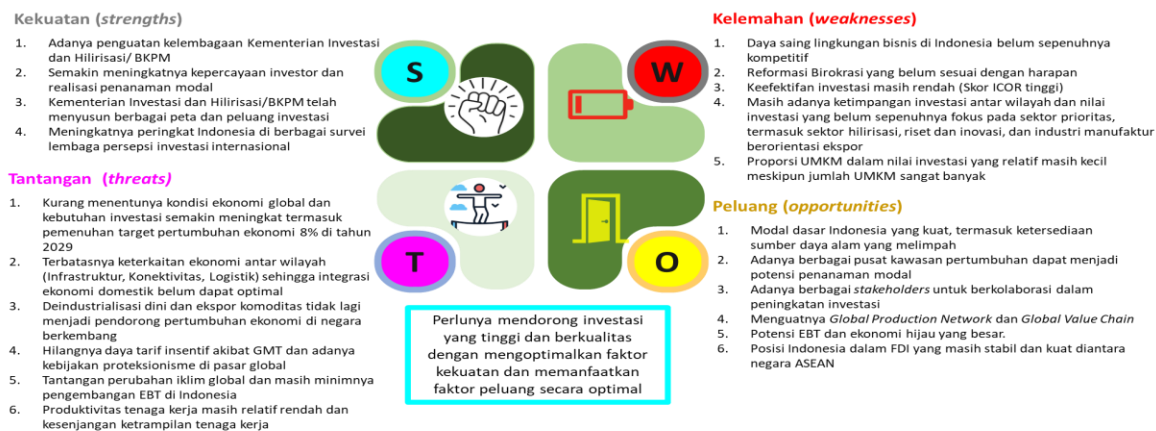 Kekuatan (strengths)
1. Adanya penguatan kelembagaan Kementerian Investasi
dan Hilirisasi/ BKPM
2. Semakin meningkatnya kepercayaan investor dan
realisasi penanaman modal
3. Kementerian Investasi dan Hilirisasi/BKPM telah
menyusun berbagai peta dan peluang investasi
4. Meningkatnya peringkat Indonesia di berbagai survei
lembaga persepsi investasi internasional
Tantangan (threats)
1. Kurang menentunya kondisi ekonomi global dan
kebutuhan investasi semakin meningkat termasuk
pemenuhan target pertumbuhan ekonomi 8% di tahun
2029
2. Terbatasnya keterkaitan ekonomi antar wilayah
(Infrastruktur, Konektivitas, Logistik) sehingga integrasi
ekonomi domestik belum dapat optimal
3. Deindustrialisasi dini dan ekspor komoditas tidak lagi
menjadi pendorong pertumbuhan ekonomi di negara
berkembang
4. Hilangnya daya tarif insentif akibat GMT dan adanya
kebijakan proteksionisme di pasar global
5. Tantangan perubahan iklim global dan masih minimnya
pengembangan EBT di Indonesia
6. Produktivitas tenaga kerja masih relatif rendah dan
kesenjangan ketrampilan tenaga kerja
S
W
T
O
Perlunya mendorong investasi
yang tinggi dan berkualitas
dengan mengoptimalkan faktor
kekuatan dan memanfaatkan
faktor peluang secara optimal
Kelemahan (weaknesses)
1. Daya saing lingkungan bisnis di Indonesia belum sepenuhnya
kompetitif
2. Reformasi Birokrasi yang belum sesuai dengan harapan
3. Keefektifan investasi masih rendah (Skor ICOR tinggi)
4. Masih adanya ketimpangan investasi antar wilayah dan nilai
investasi yang belum sepenuhnya fokus pada sektor prioritas,
termasuk sektor hilirisasi, riset dan inovasi, dan industri manufaktur
berorientasi ekspor
5. Proporsi UMKM dalam nilai investasi yang relatif masih kecil
meskipun jumlah UMKM sangat banyak
Peluang (opportunities)
1. Modal dasar Indonesia yang kuat, termasuk ketersediaan
sumber daya alam yang melimpah
2. Adanya berbagai pusat kawasan pertumbuhan dapat menjadi
potensi penanaman modal
3. Adanya berbagai stakeholders untuk berkolaborasi dalam
peningkatan investasi
4. Menguatnya Global Production Network dan Global Value Chain
5. Potensi EBT dan ekonomi hijau yang besar.
6. Posisi Indonesia dalam FDI yang masih stabil dan kuat diantara
negara ASEAN